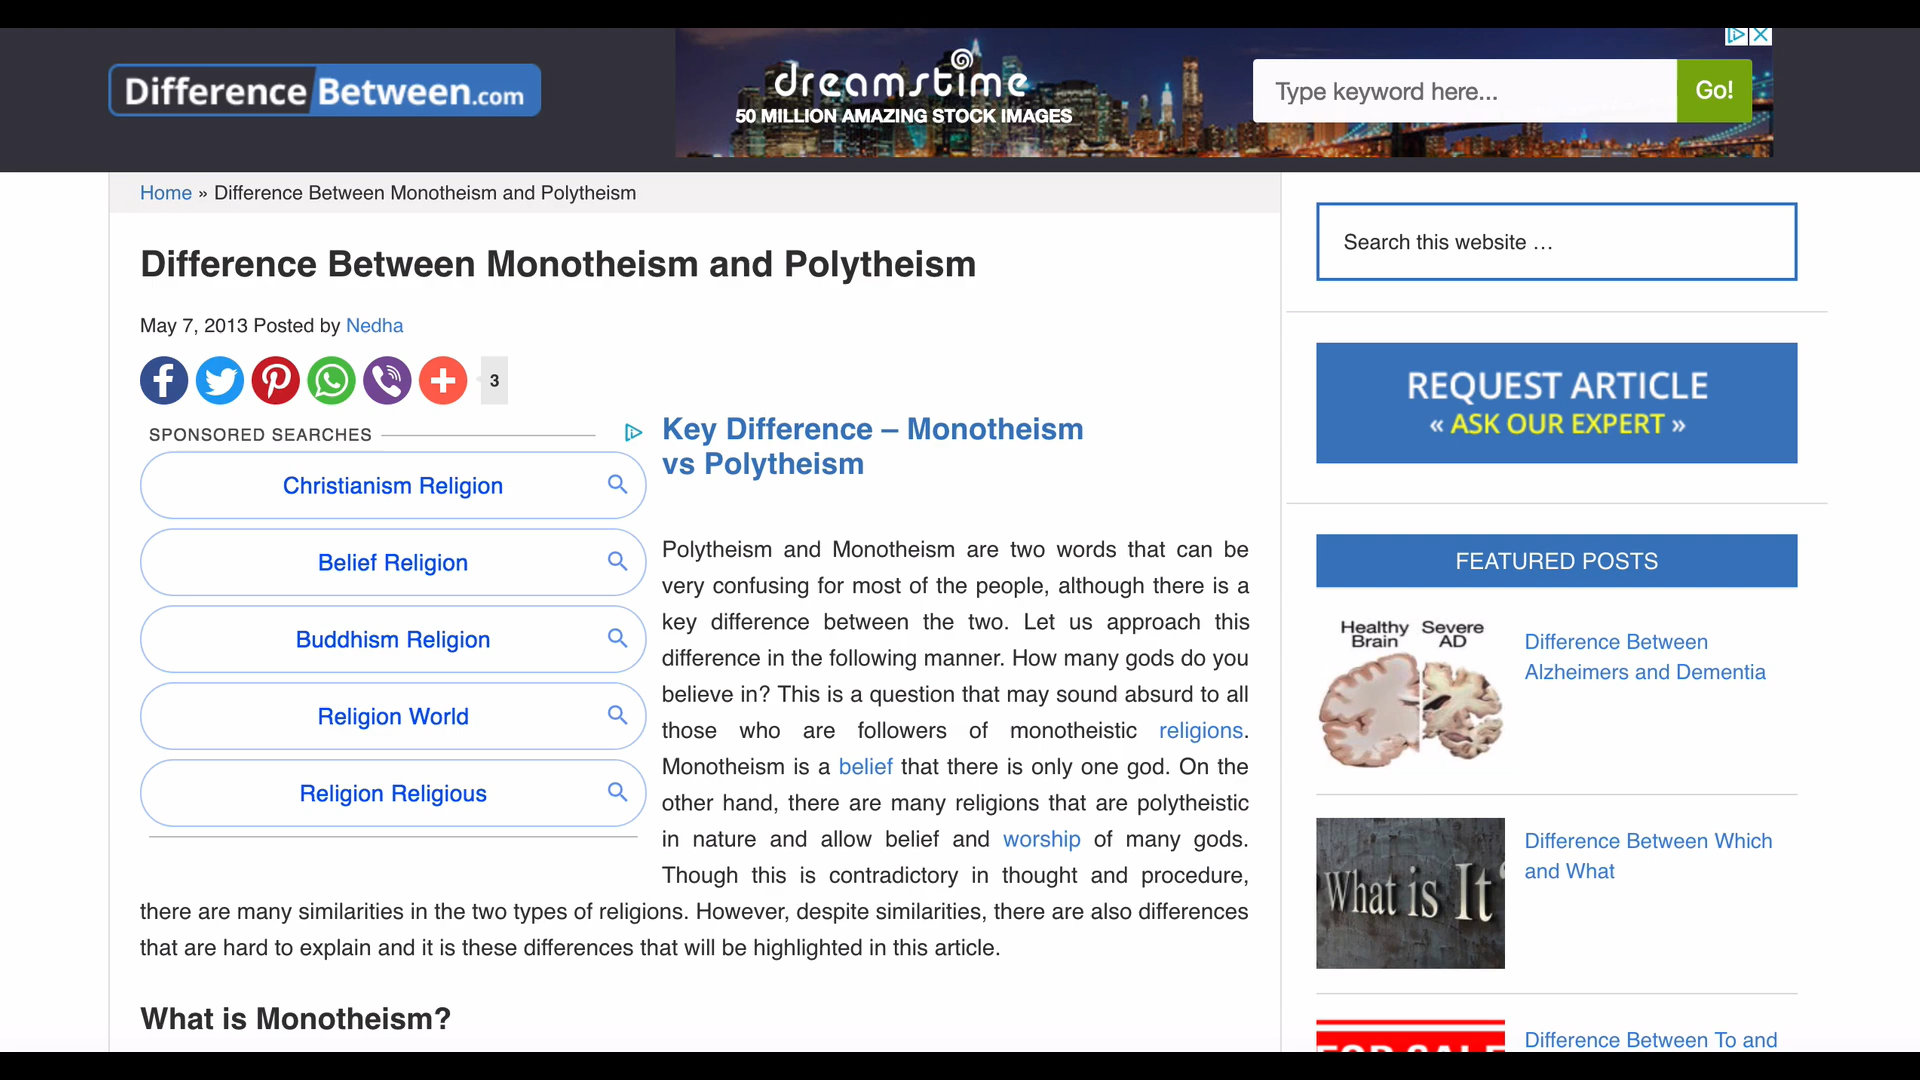 DifferenceBetween.com
dreamstime
50 MILLION AMAZING STOCK IMAGES
Type keyword here...
Go!
Home » Difference Between Monotheism and Polytheism
Difference Between Monotheism and Polytheism
May 7, 2013 Posted by Nedha
3
SPONSORED SEARCHES
Christianism Religion
Belief Religion
Buddhism Religion
Religion World
Religion Religious
Key Difference – Monotheism
vs Polytheism
Polytheism and Monotheism are two words that can be
very confusing for most of the people, although there is a
key difference between the two. Let us approach this
difference in the following manner. How many gods do you
believe in? This is a question that may sound absurd to all
those who are followers of monotheistic religions.
Monotheism is a belief that there is only one god. On the
other hand, there are many religions that are polytheistic
in nature and allow belief and worship of many gods.
Though this is contradictory in thought and procedure,
there are many similarities in the two types of religions. However, despite similarities, there are also differences
that are hard to explain and it is these differences that will be highlighted in this article.
What is Monotheism?
Search this website …
REQUEST ARTICLE
« ASK OUR EXPERT »
FEATURED POSTS
Healthy Severe
Brain AD
Difference Between
Alzheimers and Dementia
What is It
Difference Between Which
and What
FOR SALE
Difference Between To and